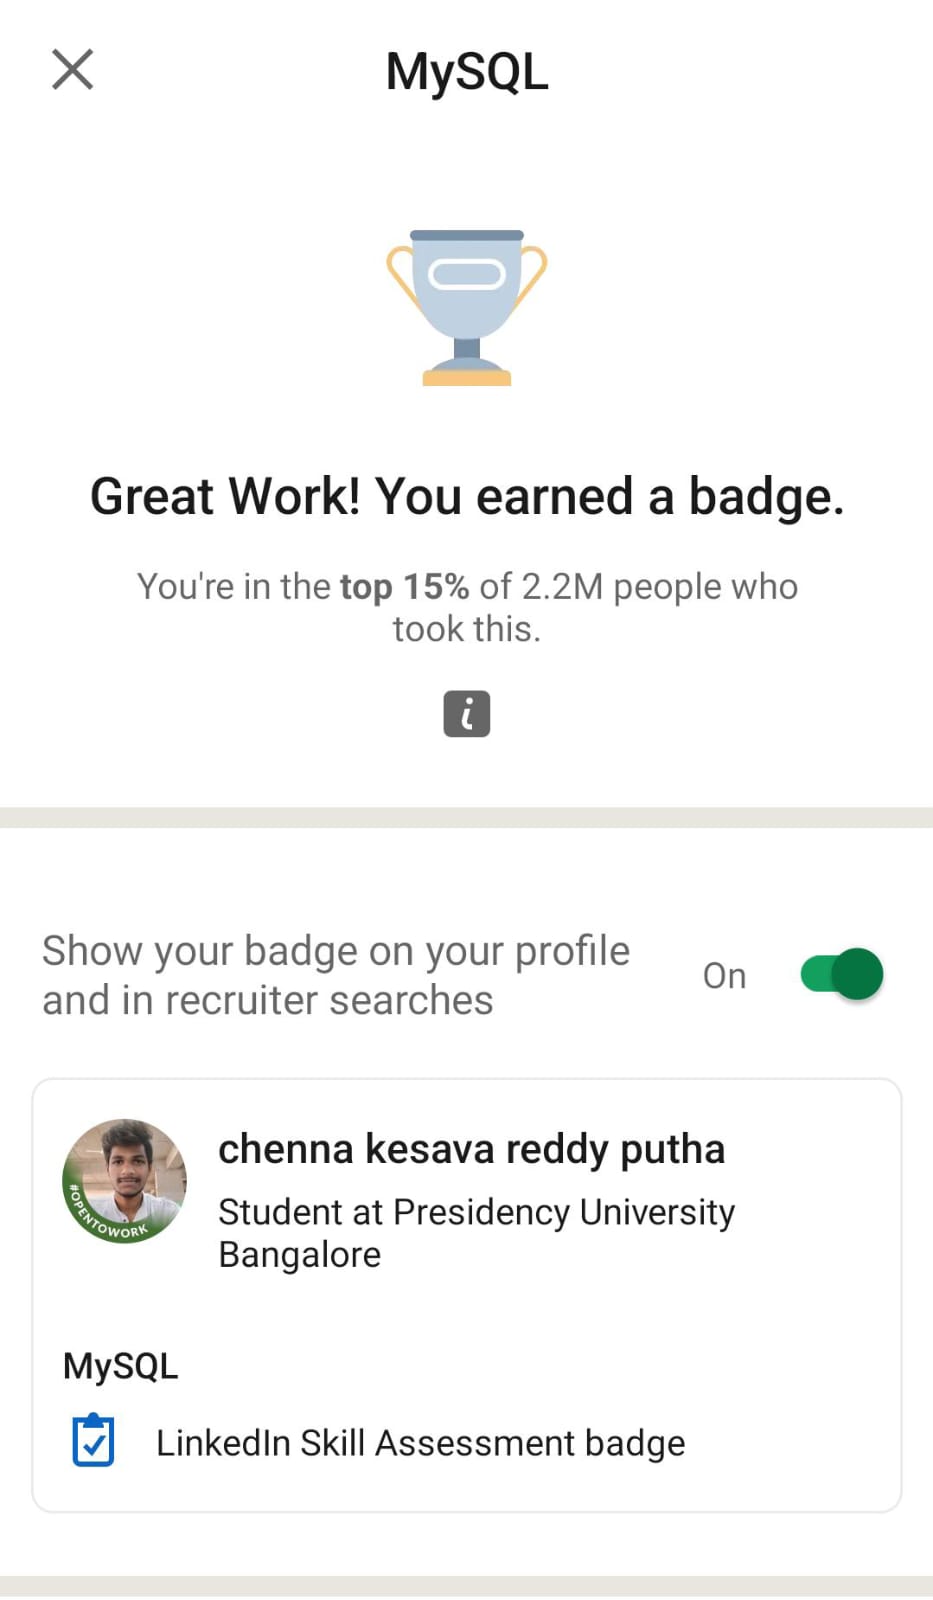 MySQL
Great Work! You earned a badge.
You're in the top 15% of 2.2M people who
took this.
i
Show your badge on your profile
and in recruiter searches
On
#OPENTOWORK
chenna kesava reddy putha
Student at Presidency University
Bangalore
MySQL
LinkedIn Skill Assessment badge